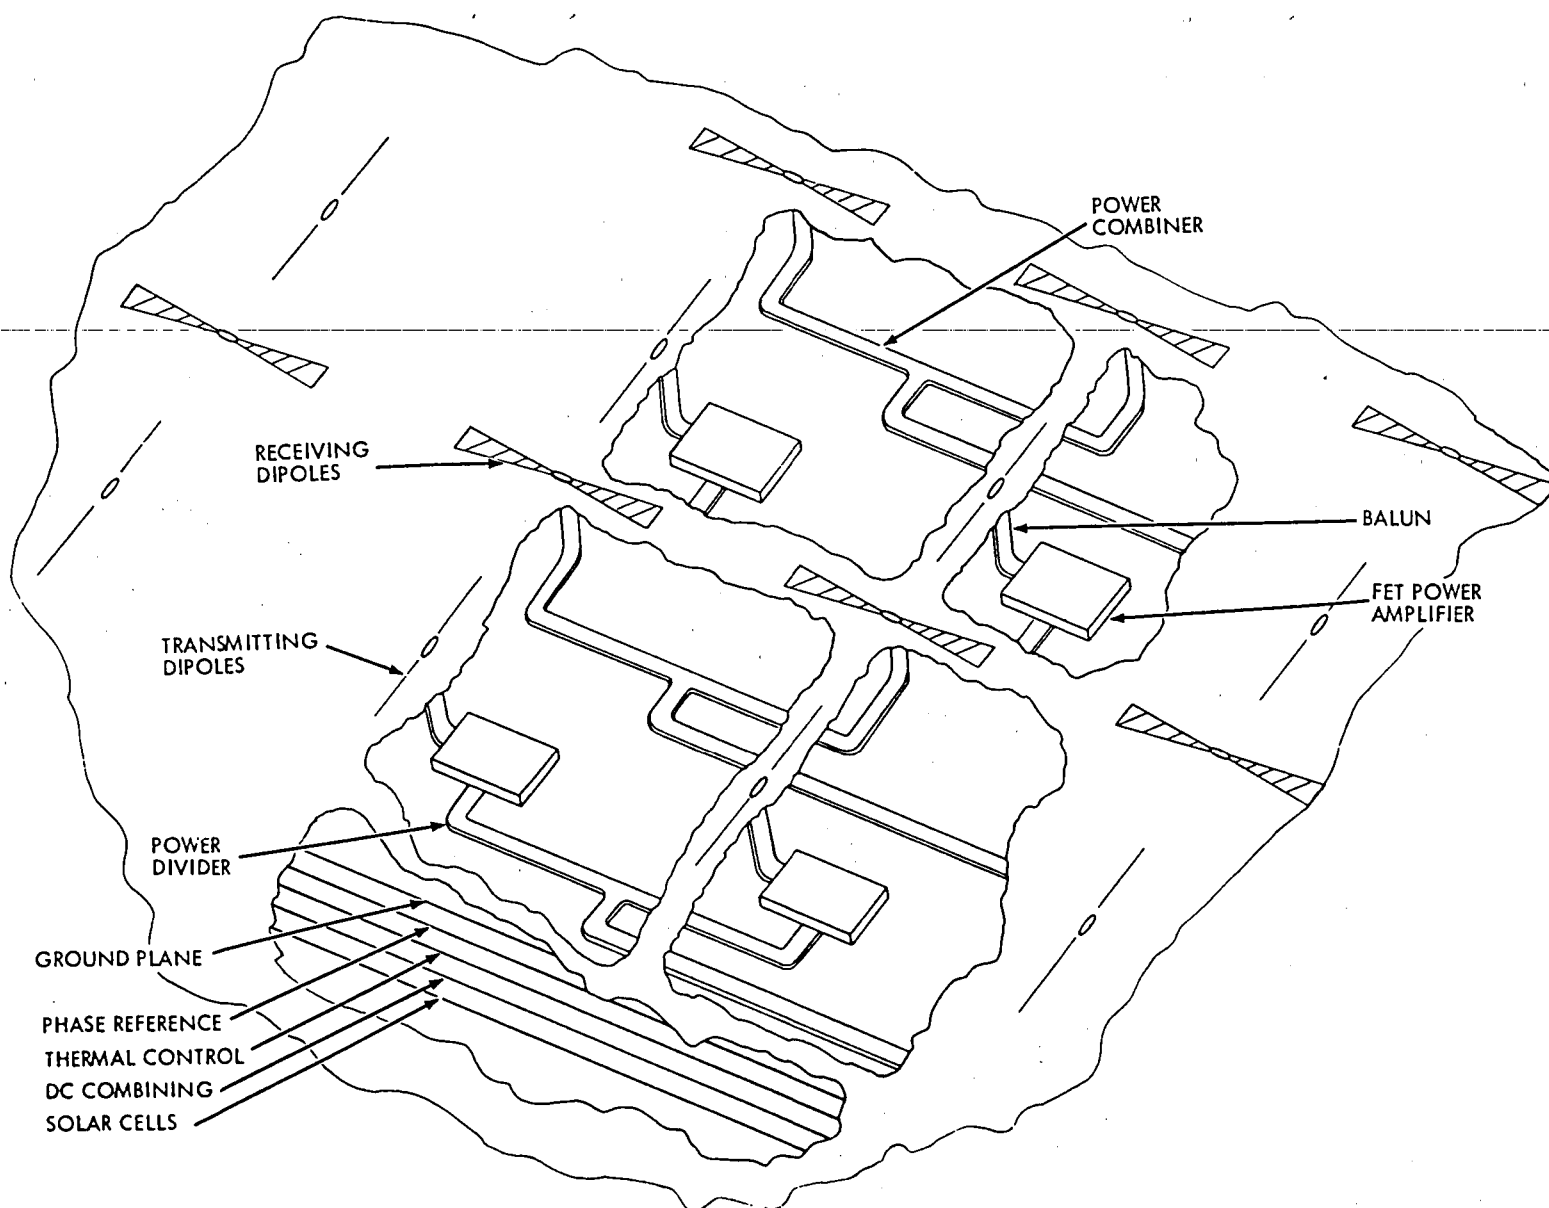 POWER
COMBINER
RECEIVING
DIPOLES
BALUN
FET POWER
AMPLIFIER
TRANSMITTING
DIPOLES
POWER
DIVIDER
GROUND PLANE
PHASE REFERENCE
THERMAL CONTROL
DC COMBINING
SOLAR CELLS